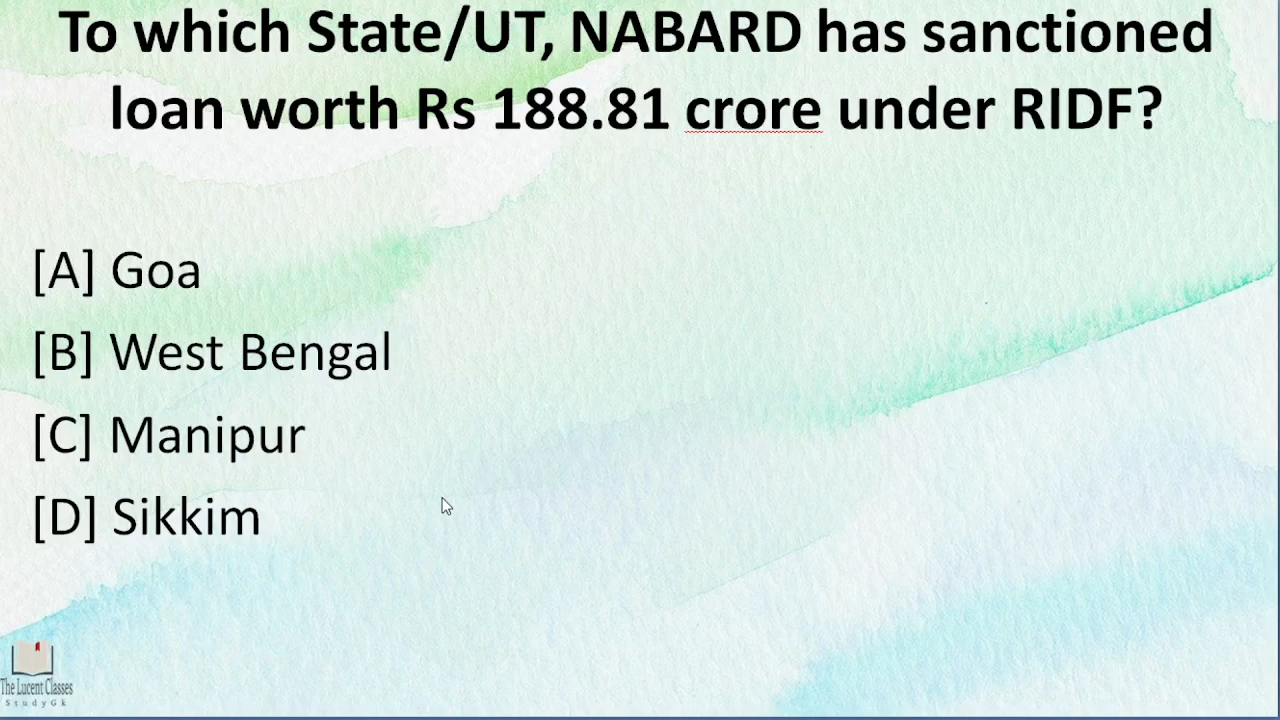 To which State/UT, NABARD has sanctioned
loan worth Rs 188.81 crore under RIDF?
[A] Goa
[B] West Bengal
[C] Manipur
[D] Sikkim
The Lucent Classes
StudyGk